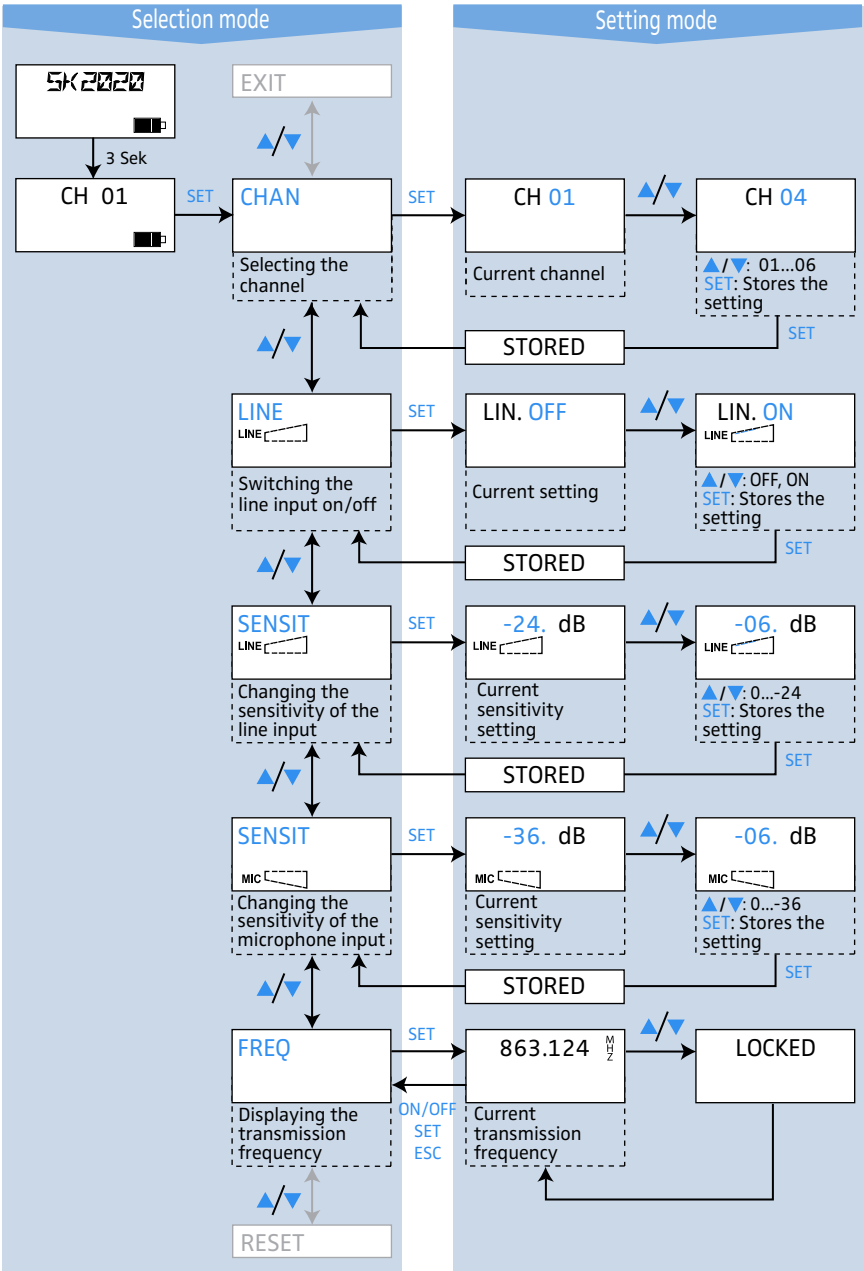 Selection mode
Setting mode
SK2020
EXIT
▲/▼
3 Sek
CH 01
SET
CHAN
SET
CH 01
▲/▼
CH 04
Selecting the
channel
Current channel
▲/▼: 01...06
SET: Stores the
setting
▲/▼
STORED
SET
LINE
LINE
SET
LIN. OFF
▲/▼
LIN. ON
LINE
Switching the
line input on/off
Current setting
▲/▼: OFF, ON
SET: Stores the
setting
▲/▼
STORED
SET
SENSIT
LINE
SET
-24. dB
LINE
▲/▼
-06. dB
LINE
Changing the
sensitivity of the
line input
Current
sensitivity
setting
▲/▼: 0...-24
SET: Stores the
setting
▲/▼
STORED
SET
SENSIT
MIC
SET
-36. dB
MIC
▲/▼
-06. dB
MIC
Changing the
sensitivity of the
microphone input
Current
sensitivity
setting
▲/▼: 0...-36
SET: Stores the
setting
▲/▼
STORED
SET
FREQ
SET
863.124 MHZ
▲/▼
LOCKED
ON/OFF
SET
ESC
Displaying the
transmission
frequency
Current
transmission
frequency
▲/▼
RESET